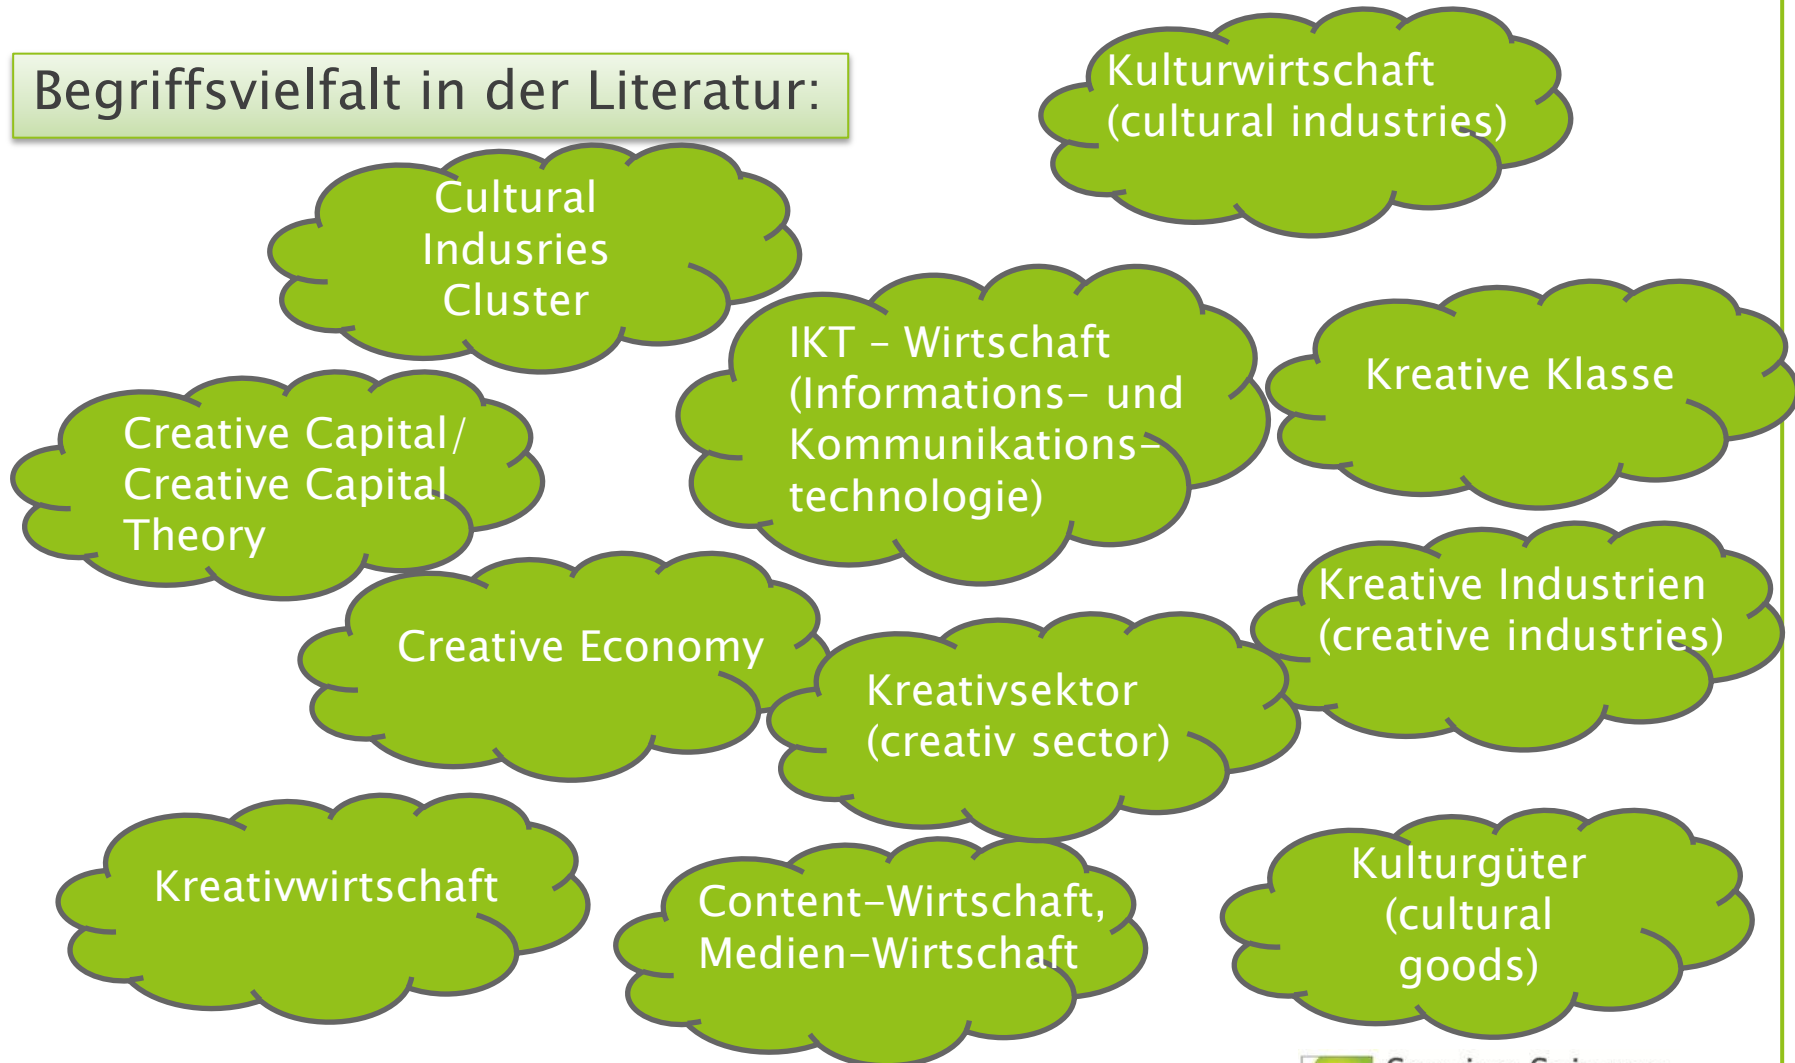 Begriffsvielfalt in der Literatur:
Kulturwirtschaft
(cultural industries)
Cultural
Indusries
Cluster
IKT – Wirtschaft
(Informations– und
Kommunikations–
technologie)
Kreative Klasse
Creative Capital/
Creative Capital
Theory
Kreative Industrien
(creative industries)
Creative Economy
Kreativsektor
(creativ sector)
Kreativwirtschaft
Content–Wirtschaft,
Medien–Wirtschaft
Kulturgüter
(cultural
goods)